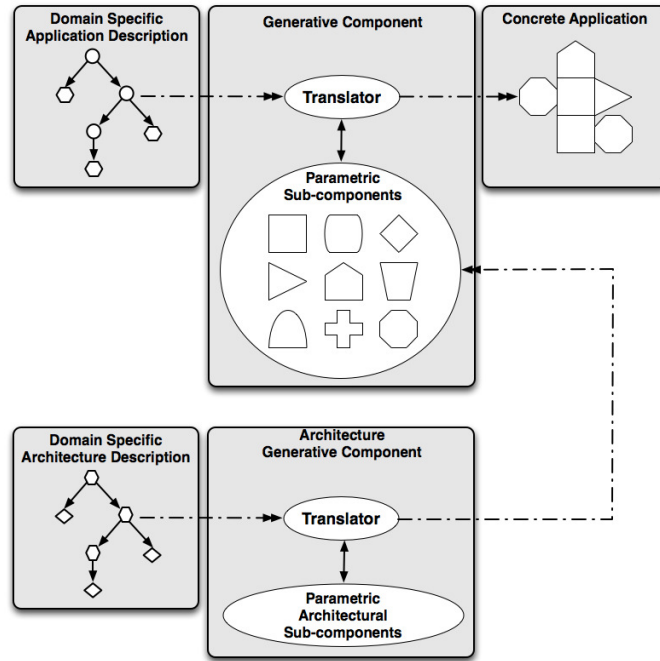 Domain Specific
Application Description
Generative Component
Concrete Application
Translator
Parametric
Sub-components
Domain Specific
Architecture Description
Architecture
Generative Component
Translator
Parametric
Architectural
Sub-components